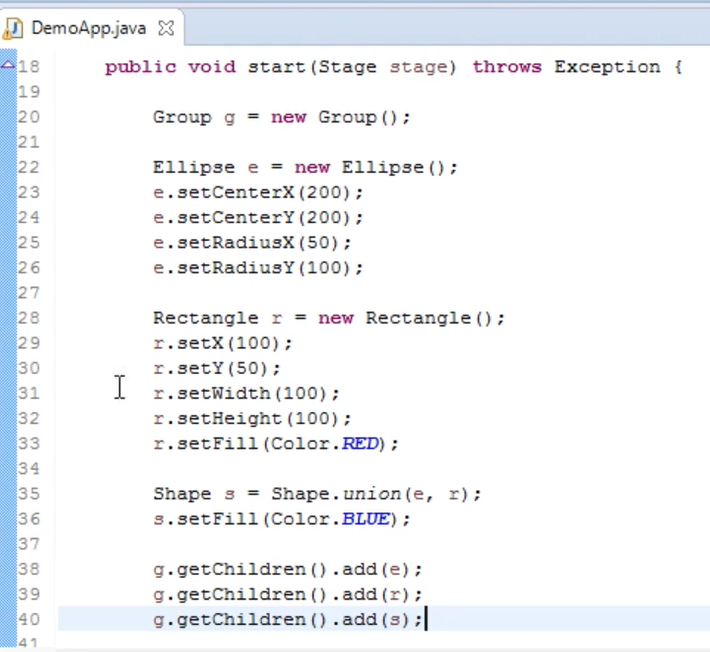 DemoApp.java
18 public void start(Stage stage) throws Exception {
19
20 Group g = new Group();
21
22 Ellipse e = new Ellipse();
23 e.setCenterX(200);
24 e.setCenterY(200);
25 e.setRadiusX(50);
26 e.setRadiusY(100);
27
28 Rectangle r = new Rectangle();
29 r.setX(100);
30 r.setY(50);
31 r.setWidth(100);
32 r.setHeight(100);
33 r.setFill(Color.RED);
34
35 Shape s = Shape.union(e, r);
36 s.setFill(Color.BLUE);
37
38 g.getChildren().add(e);
39 g.getChildren().add(r);
40 g.getChildren().add(s);
41